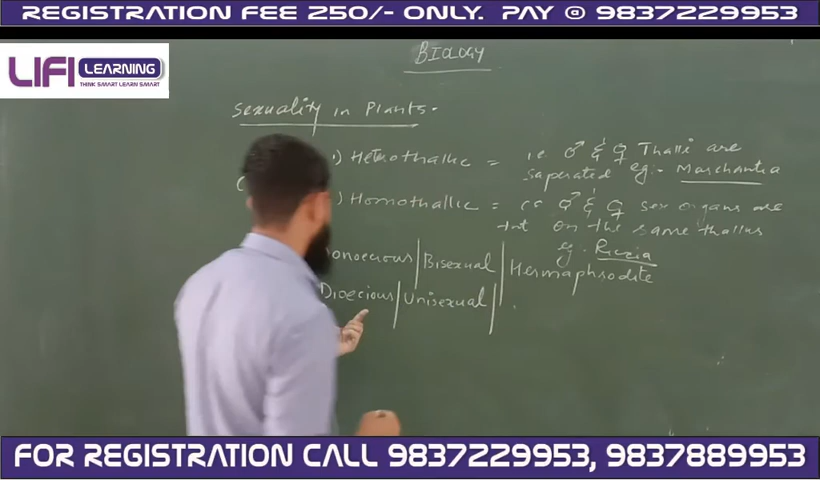 REGISTRATION FEE 250/- ONLY. PAY @ 9837229953
LIFI LEARNING
THINK SMART LEARN SMART
BIOLOGY
Sexuality in Plants.
1) Heterothallic = i.e ♂ & ♀ Thalli are
saperated eg:- Marchantia
) Homothallic = ♂ & ♀ sex organs are
on the same thallus
eg. Riccia
onoecious | Bisexual | Hermaphrodite
Dioecious | Unisexual |
FOR REGISTRATION CALL 9837229953, 9837889953